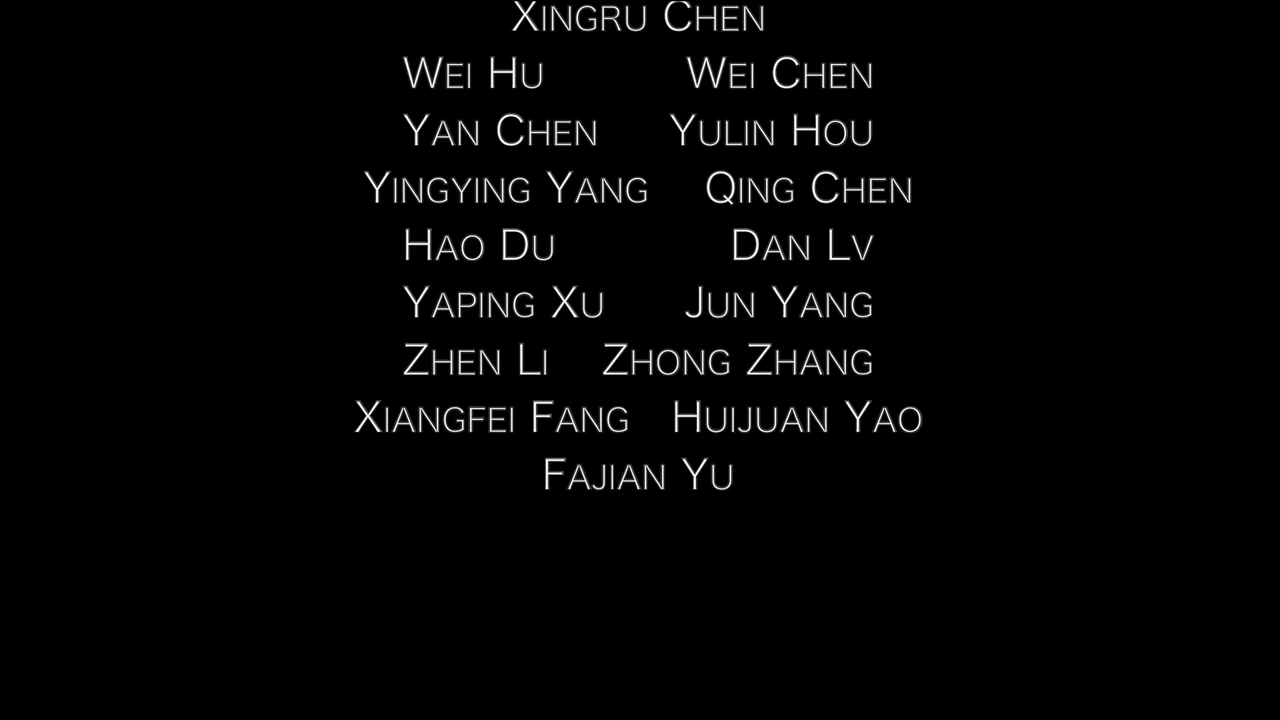 Xingru Chen
Wei Hu Wei Chen
Yan Chen Yulin Hou
Yingying Yang Qing Chen
Hao Du Dan Lv
Yaping Xu Jun Yang
Zhen Li Zhong Zhang
Xiangfei Fang Huijuan Yao
Fajian Yu